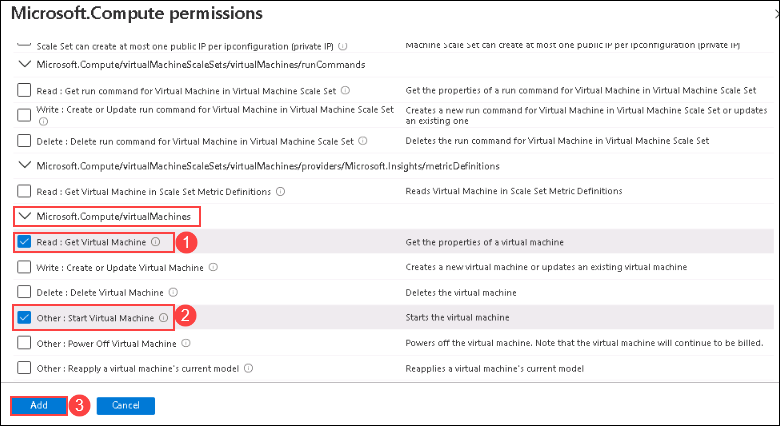 Microsoft.Compute permissions
Scale Set can create at most one public IP per ipconfiguration (private IP)
Machine Scale Set can create at most one public IP per ipconfiguration (private IP)
Microsoft.Compute/virtualMachineScaleSets/virtualMachines/runCommands
Read : Get run command for Virtual Machine in Virtual Machine Scale Set
Get the properties of a run command for Virtual Machine in Virtual Machine Scale Set
Write : Create or Update run command for Virtual Machine in Virtual Machine Scale Set
Creates a new run command for Virtual Machine in Virtual Machine Scale Set or updates
an existing one
Delete : Delete run command for Virtual Machine in Virtual Machine Scale Set
Deletes the run command for Virtual Machine in Virtual Machine Scale Set
Microsoft.Compute/virtualMachineScaleSets/virtualMachines/providers/Microsoft.Insights/metricDefinitions
Read : Get Virtual Machine in Scale Set Metric Definitions
Reads Virtual Machine in Scale Set Metric Definitions
Microsoft.Compute/virtualMachines
Read : Get Virtual Machine
1
Get the properties of a virtual machine
Write : Create or Update Virtual Machine
Creates a new virtual machine or updates an existing virtual machine
Delete : Delete Virtual Machine
Deletes the virtual machine
Other : Start Virtual Machine
2
Starts the virtual machine
Other : Power Off Virtual Machine
Powers off the virtual machine. Note that the virtual machine will continue to be billed.
Other : Reapply a virtual machine's current model
Reapplies a virtual machine's current model
Add
3
Cancel